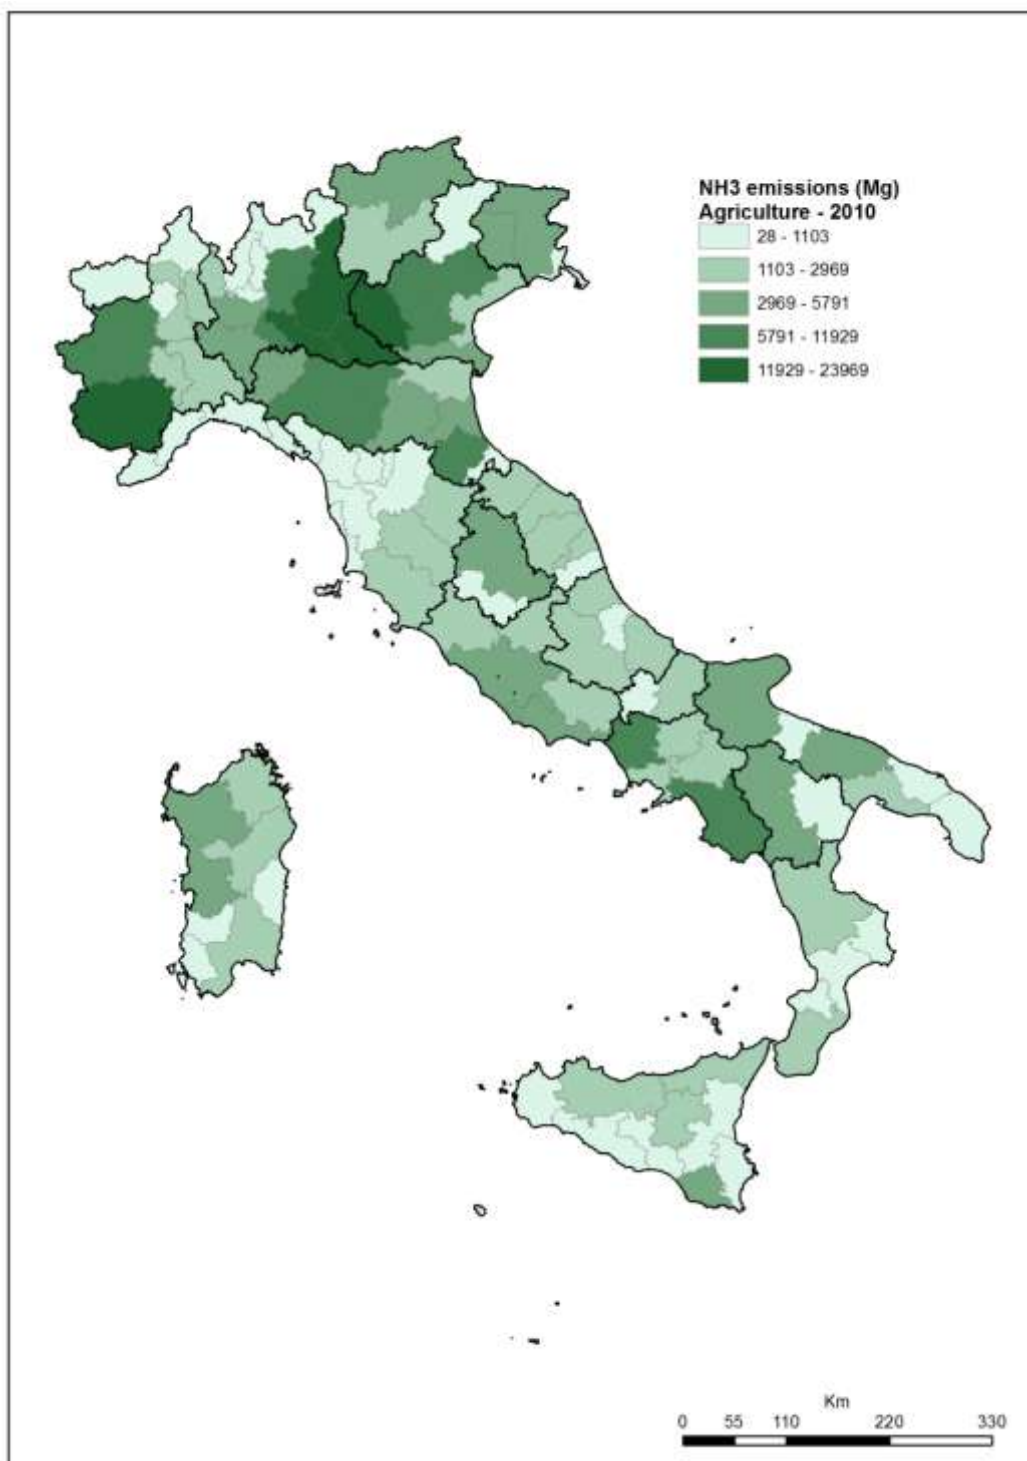 NH3 emissions (Mg)
Agriculture - 2010
28 - 1103
1103 - 2969
2969 - 5791
5791 - 11929
11929 - 23969
Km
0 55 110 220 330